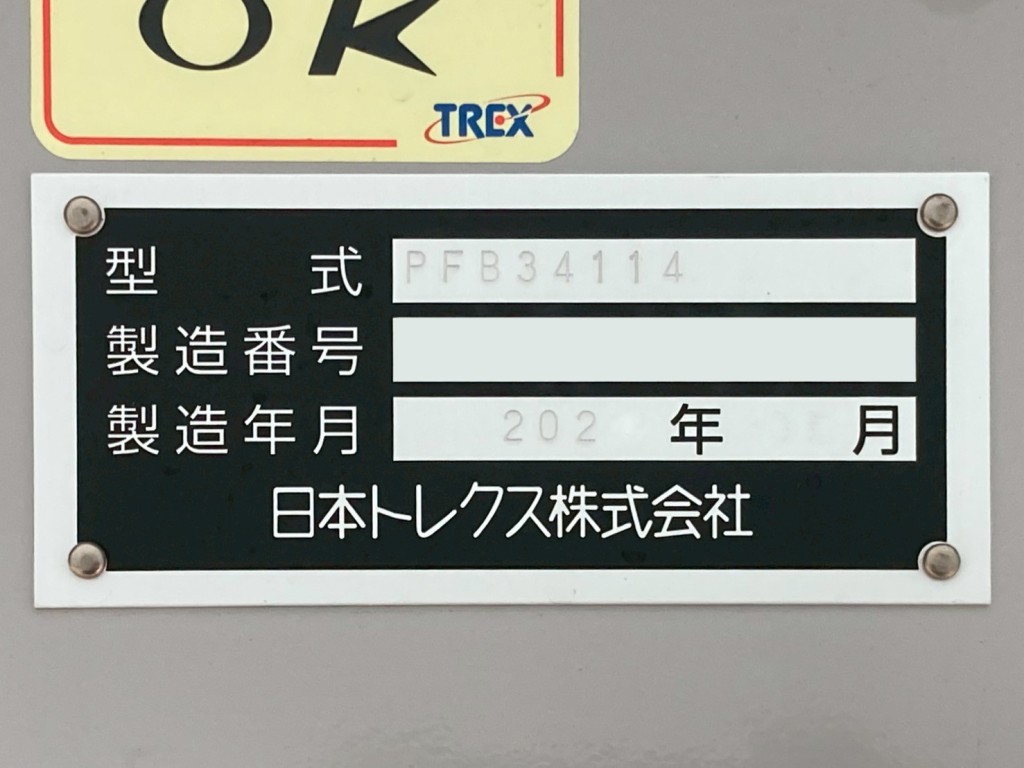 OK
TREX
型式 PFB34114
製造番号
製造年月 202 年 月
日本トレクス株式会社